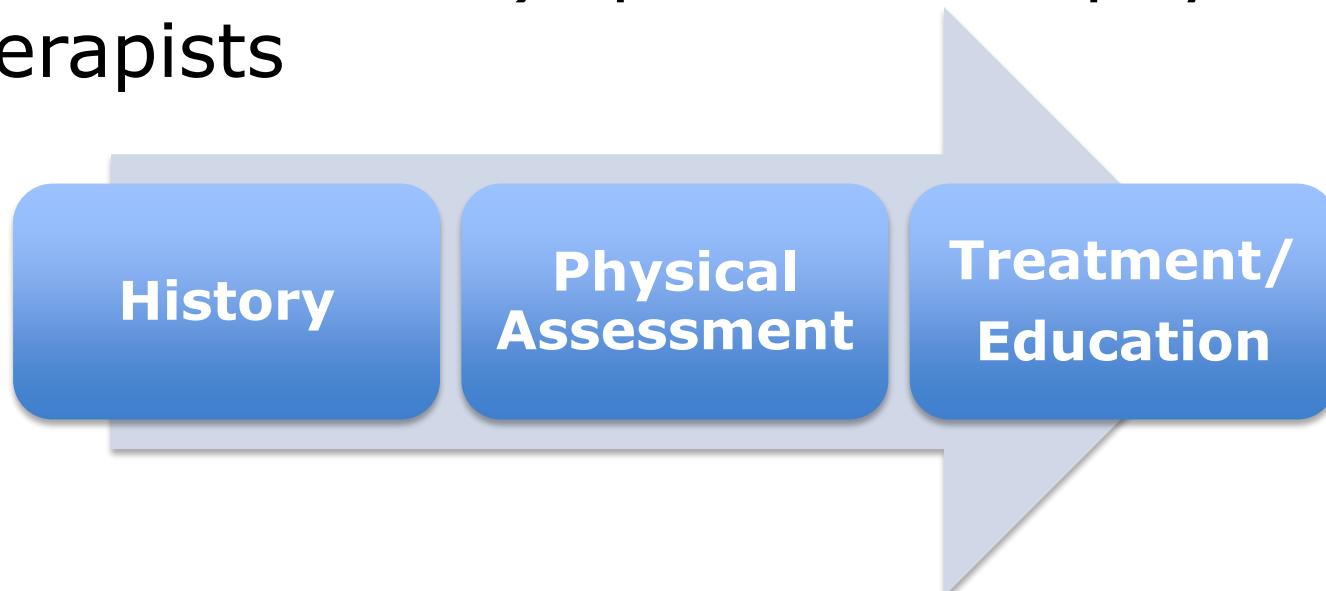 erapists
History
Physical
Assessment
Treatment/
Education